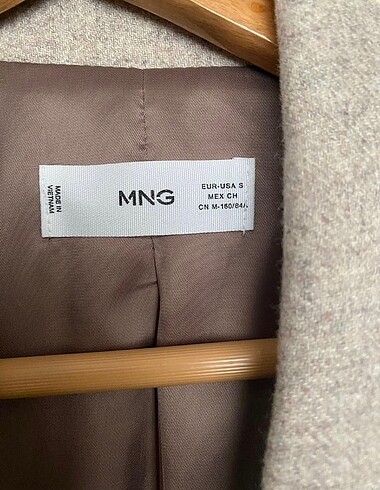 MADE IN
VIETNAM
MNG
EUR-USA S
MEX CH
CN M-160/84A